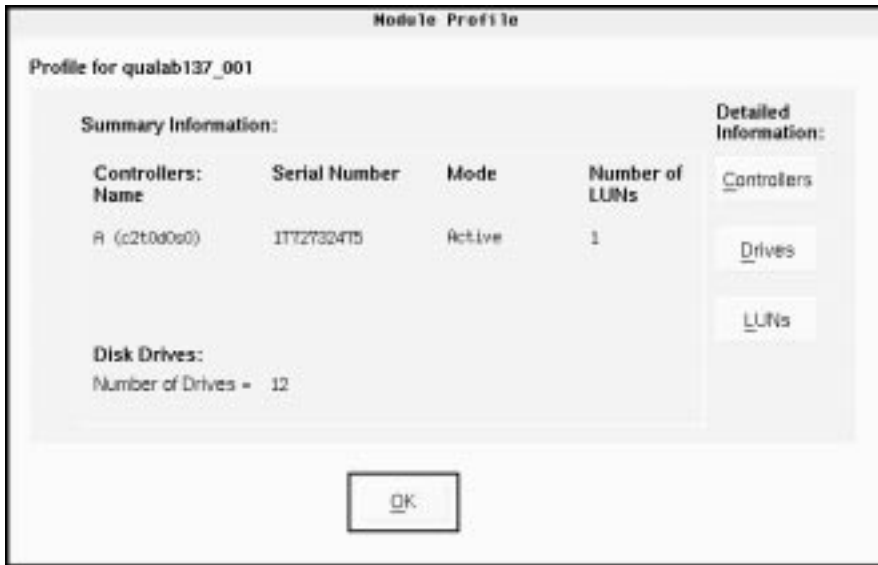 Module Profile
Profile for qualab137_001
Summary Information:
Detailed
Information:
Controllers:
Name
Serial Number
Mode
Number of
LUNs
A (c2t0d0s0)
1T72732475
Active
1
Controllers
Drives
LUNs
Disk Drives:
Number of Drives = 12
OK